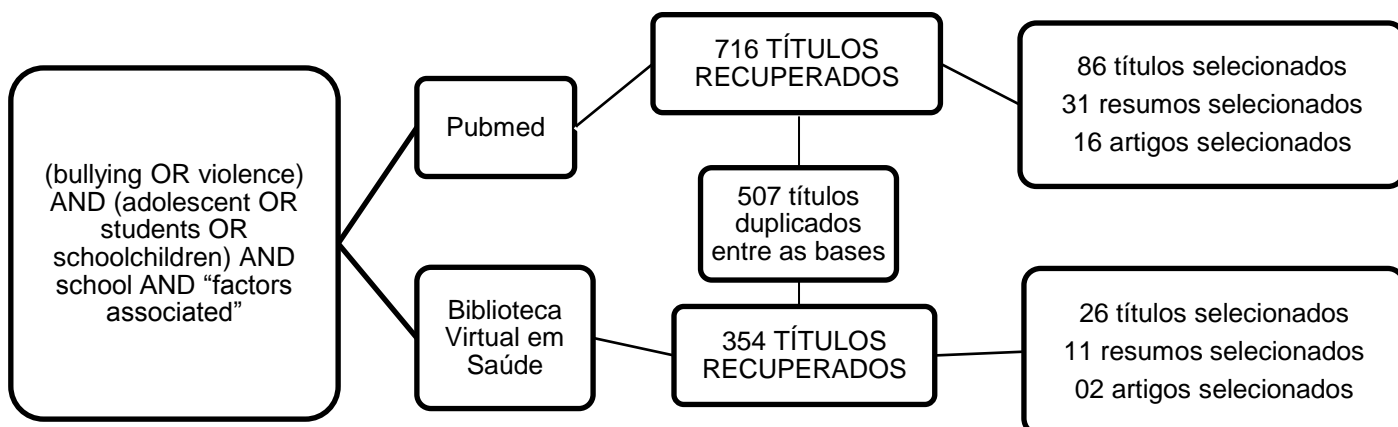 (bullying OR violence)
AND (adolescent OR
students OR
schoolchildren) AND
school AND “factors
associated”
Pubmed
Biblioteca
Virtual em
Saúde
716 TÍTULOS
RECUPERADOS
507 títulos
duplicados
entre as bases
354 TÍTULOS
RECUPERADOS
86 títulos selecionados
31 resumos selecionados
16 artigos selecionados
26 títulos selecionados
11 resumos selecionados
02 artigos selecionados